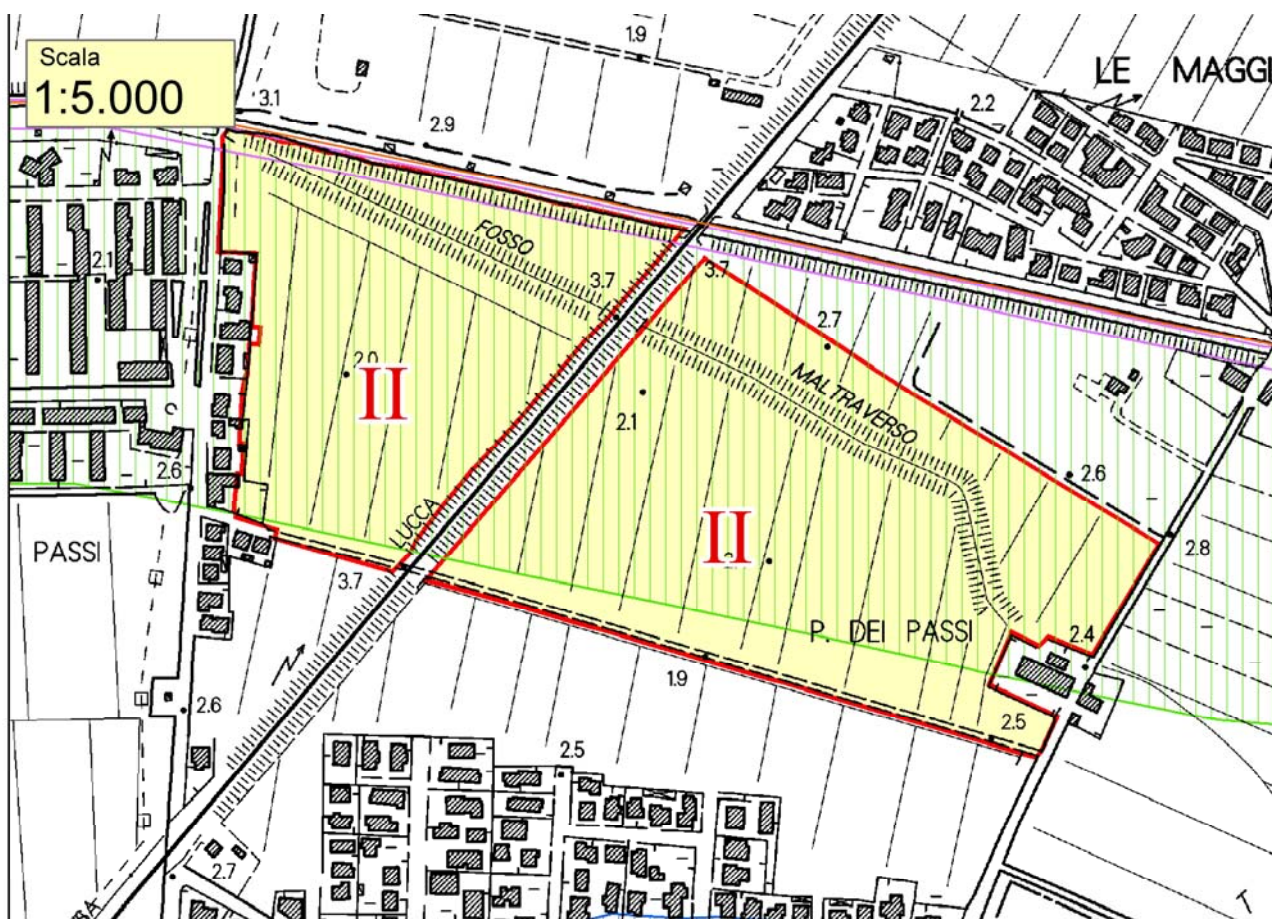 Scala
1:5.000
1.9
LE MAGGI
3.1
2.9
2.2
FOSSO
2.1
3.7
3.7
2.7
2.0
II
MALTRAVERSO
2.1
2.6
2.6
LUCCA
II
2.8
PASSI
3.7
P. DEI PASSI
2.4
1.9
2.6
2.5
2.5
2.7
T